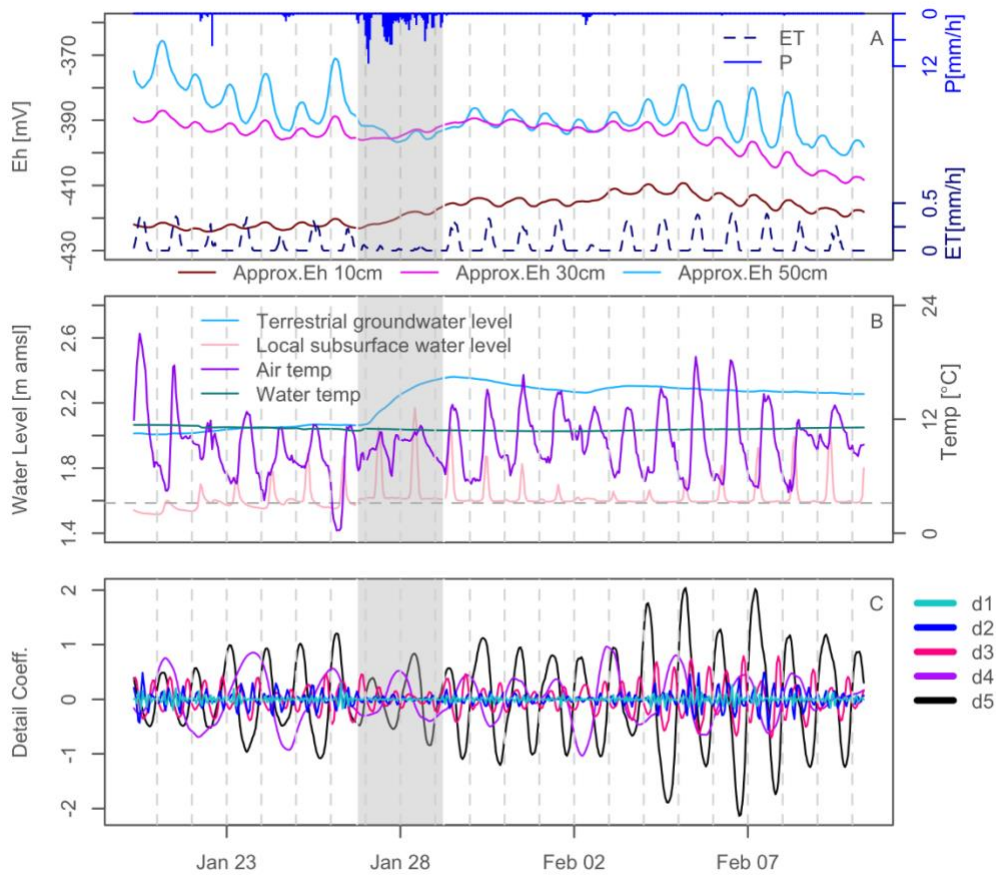 A
ET
P
Eh [mV]
-370
-390
-410
-430
0
12
P[mm/h]
0.5
0
ET[mm/h]
Approx.Eh 10cm Approx.Eh 30cm Approx.Eh 50cm
B
Terrestrial groundwater level
Local subsurface water level
Air temp
Water temp
Water Level [m amsl]
2.6
2.2
1.8
1.4
24
12
0
Temp [°C]
C
Detail Coeff.
2
1
0
-1
-2
d1
d2
d3
d4
d5
Jan 23 Jan 28 Feb 02 Feb 07